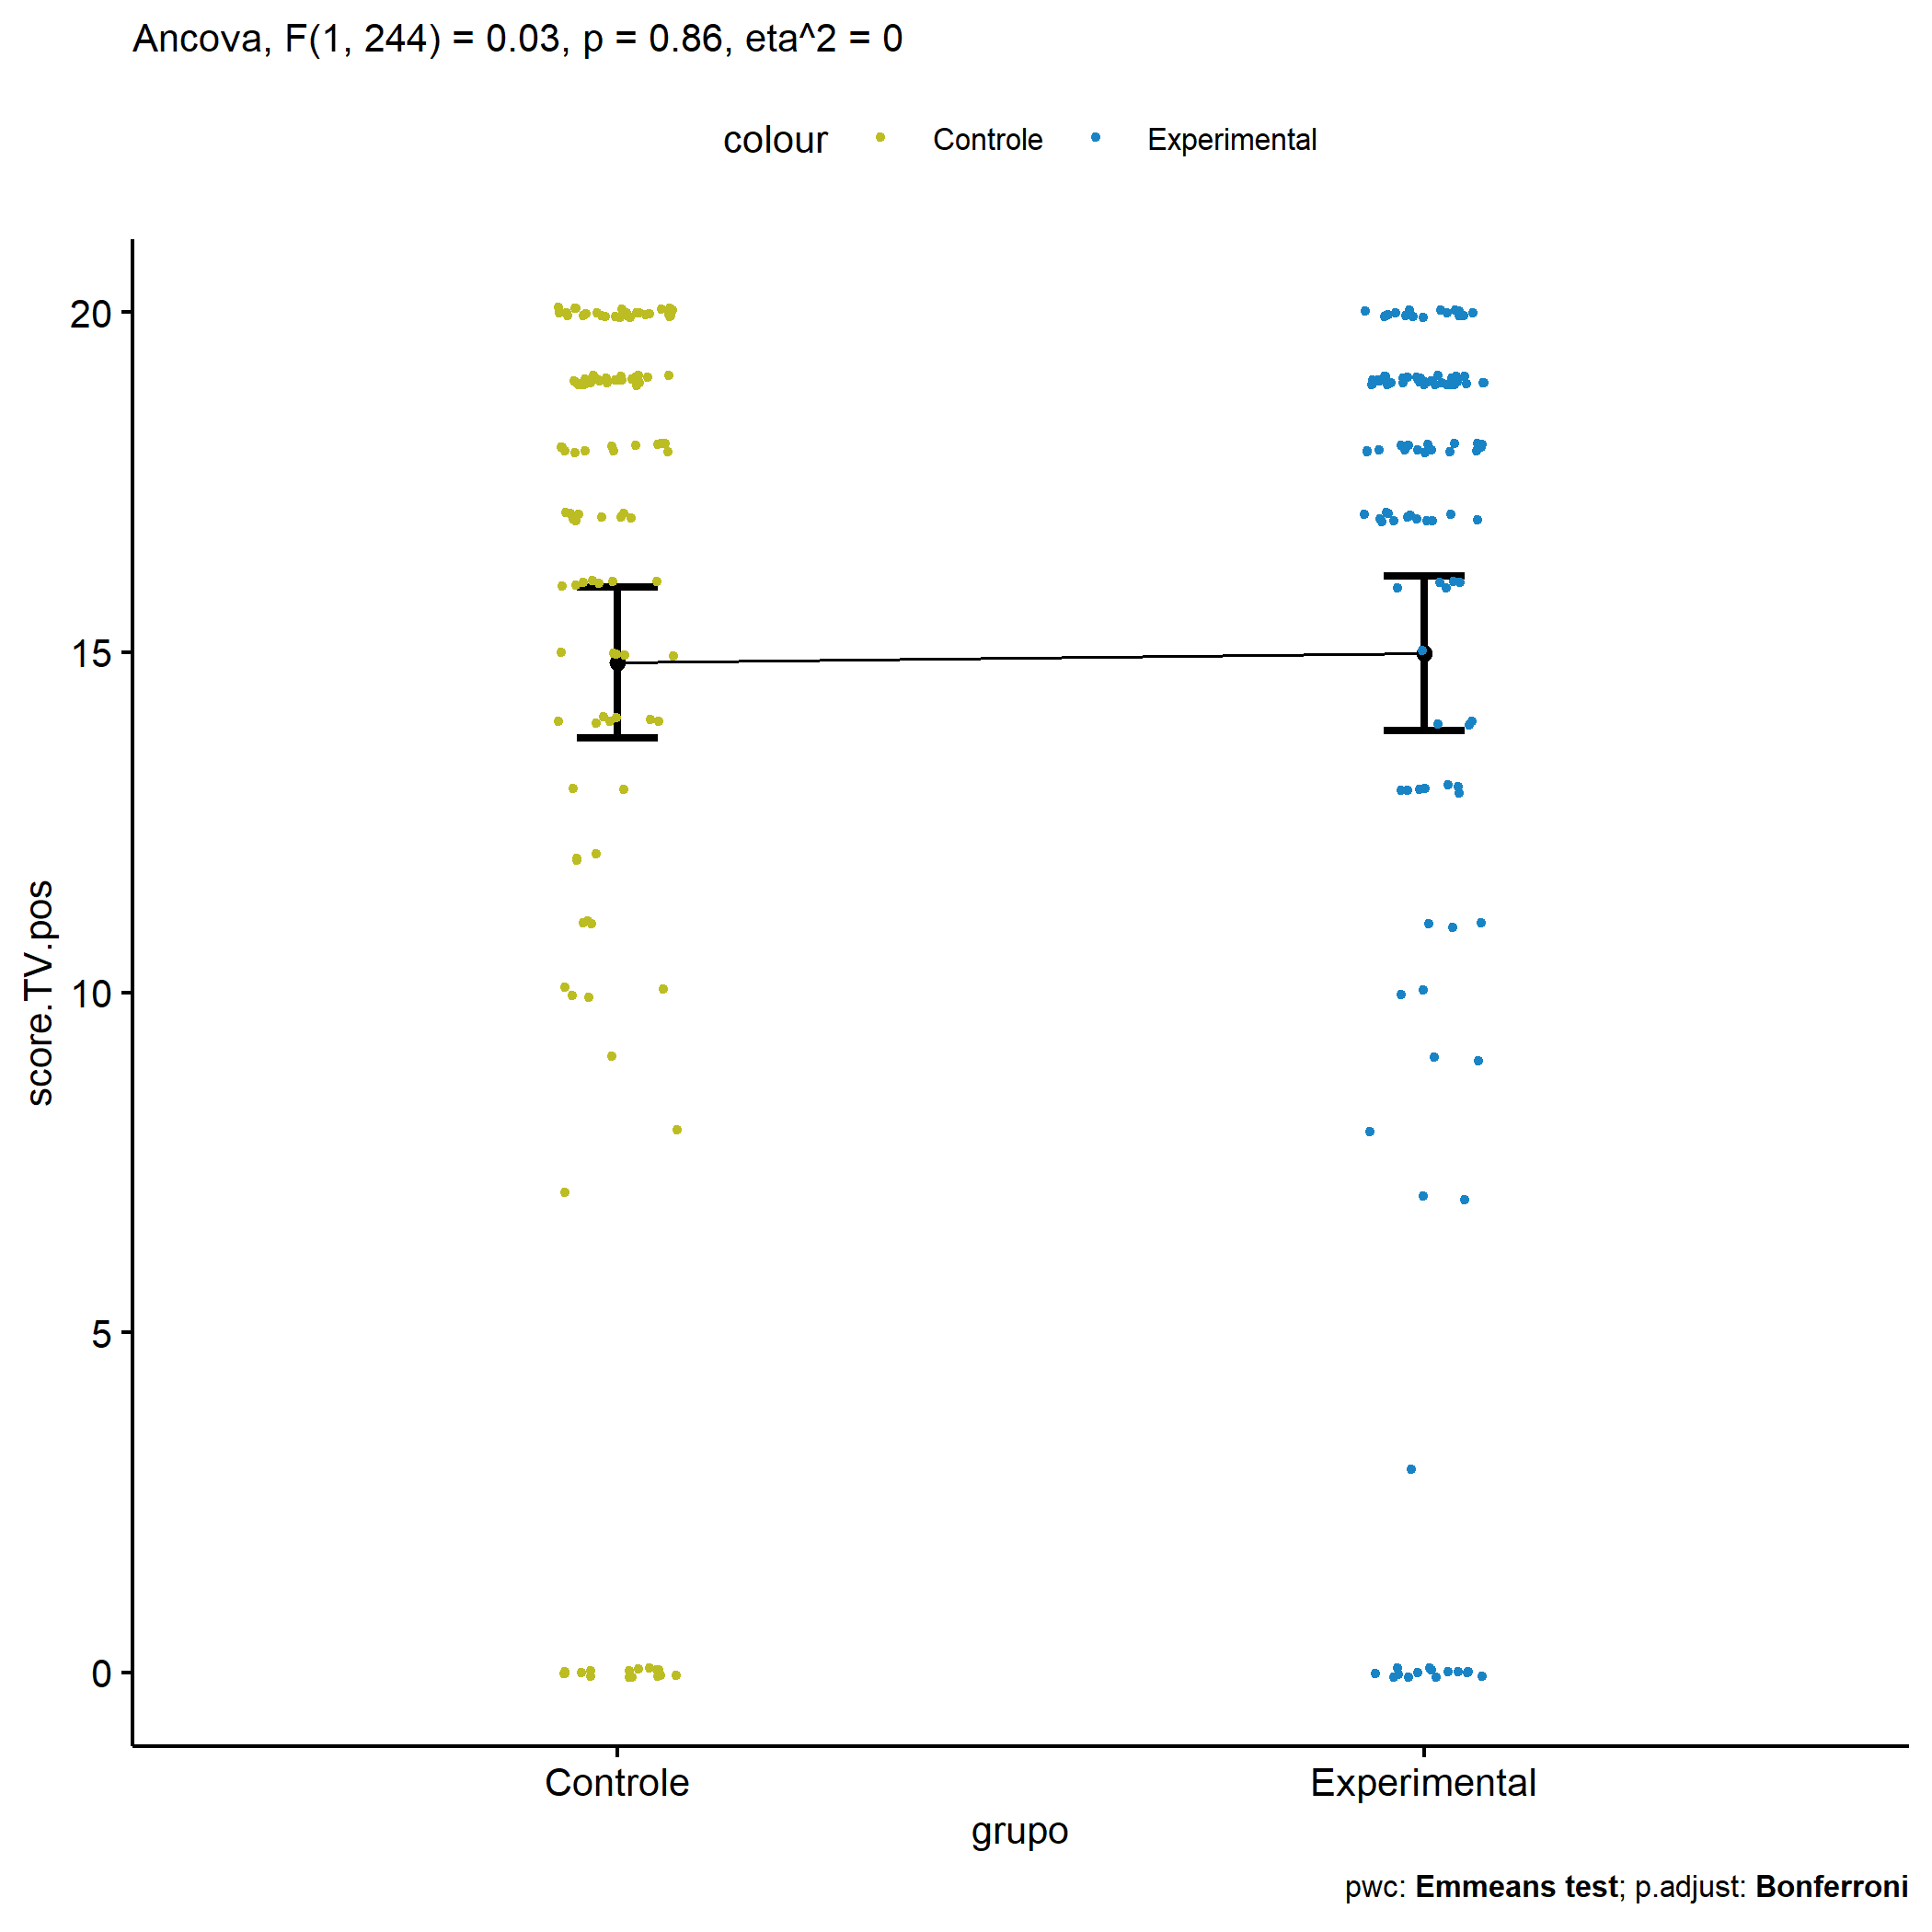 Ancova, F(1, 244) = 0.03, p = 0.86, eta^2 = 0
colour Controle Experimental
20
15
10
5
0
score.TV.pos
Controle Experimental
grupo
pwc: Emmeans test; p.adjust: Bonferroni